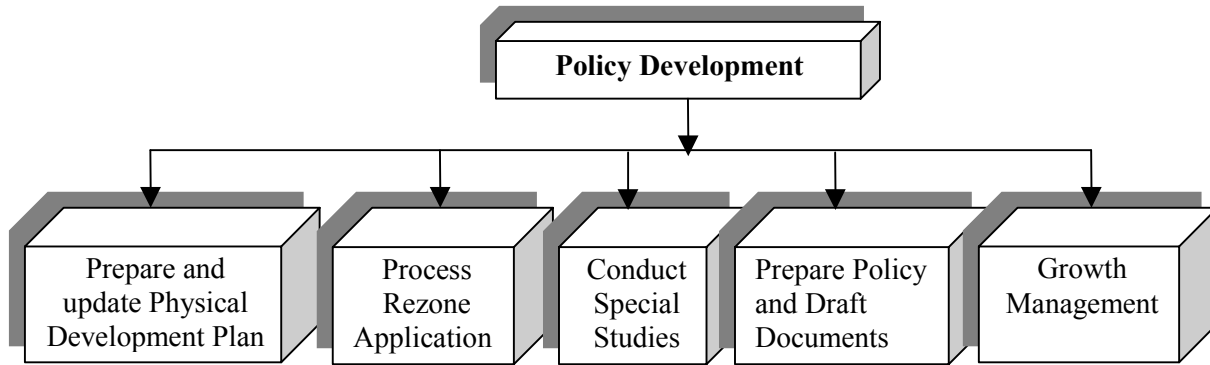 Policy Development
Prepare and
update Physical
Development Plan
Process
Rezone
Application
Conduct
Special
Studies
Prepare Policy
and Draft
Documents
Growth
Management